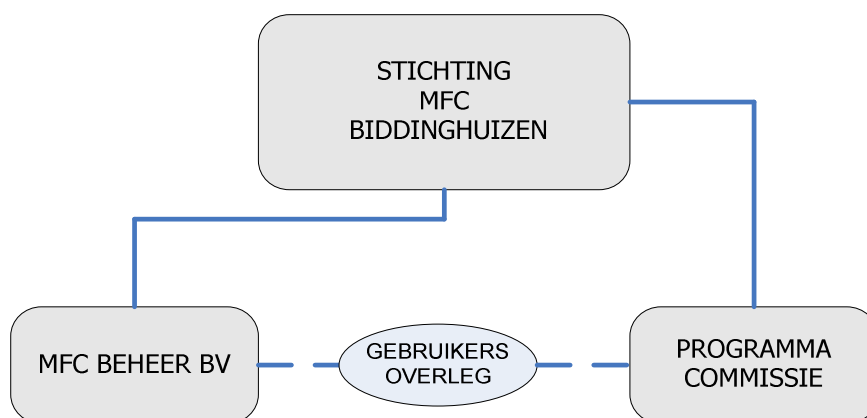 STICHTING
MFC
BIDDINGHUIZEN
MFC BEHEER BV
GEBRUIKERS
OVERLEG
PROGRAMMA
COMMISSIE